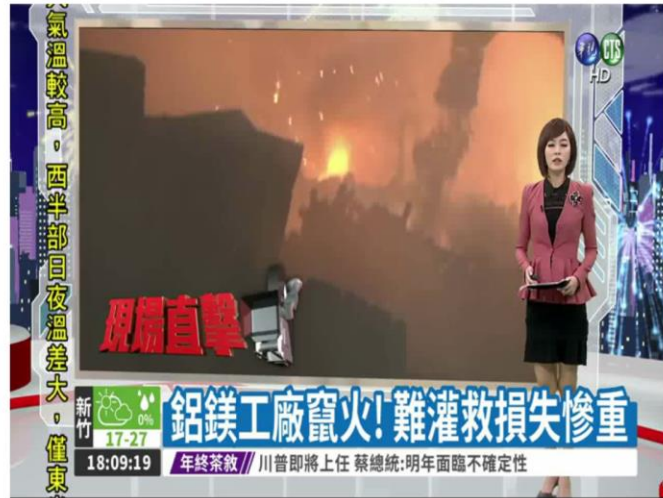 氣溫較高，西半部日夜溫差大，僅東
華視 CTS
HD
現場直擊
新竹
0%
17-27
鋁鎂工廠竄火!難灌救損失慘重
18:09:19
年終茶敘
川普即將上任 蔡總統:明年面臨不確定性